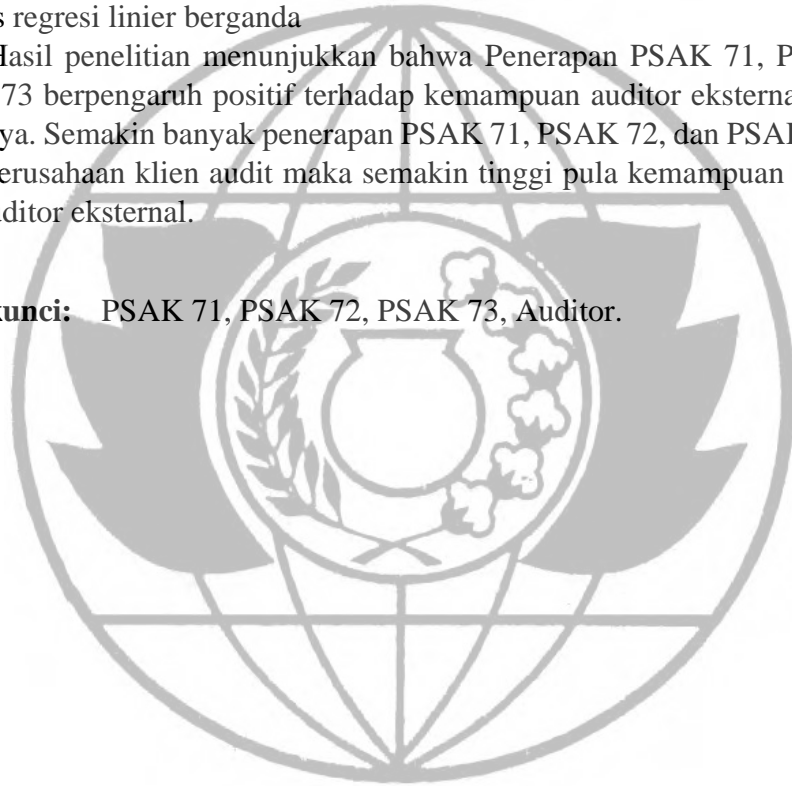 s regresi linier berganda
Hasil penelitian menunjukkan bahwa Penerapan PSAK 71, P
73 berpengaruh positif terhadap kemampuan auditor eksterna
ya. Semakin banyak penerapan PSAK 71, PSAK 72, dan PSA
erusahaan klien audit maka semakin tinggi pula kemampuan
ditor eksternal.
kunci: PSAK 71, PSAK 72, PSAK 73, Auditor.